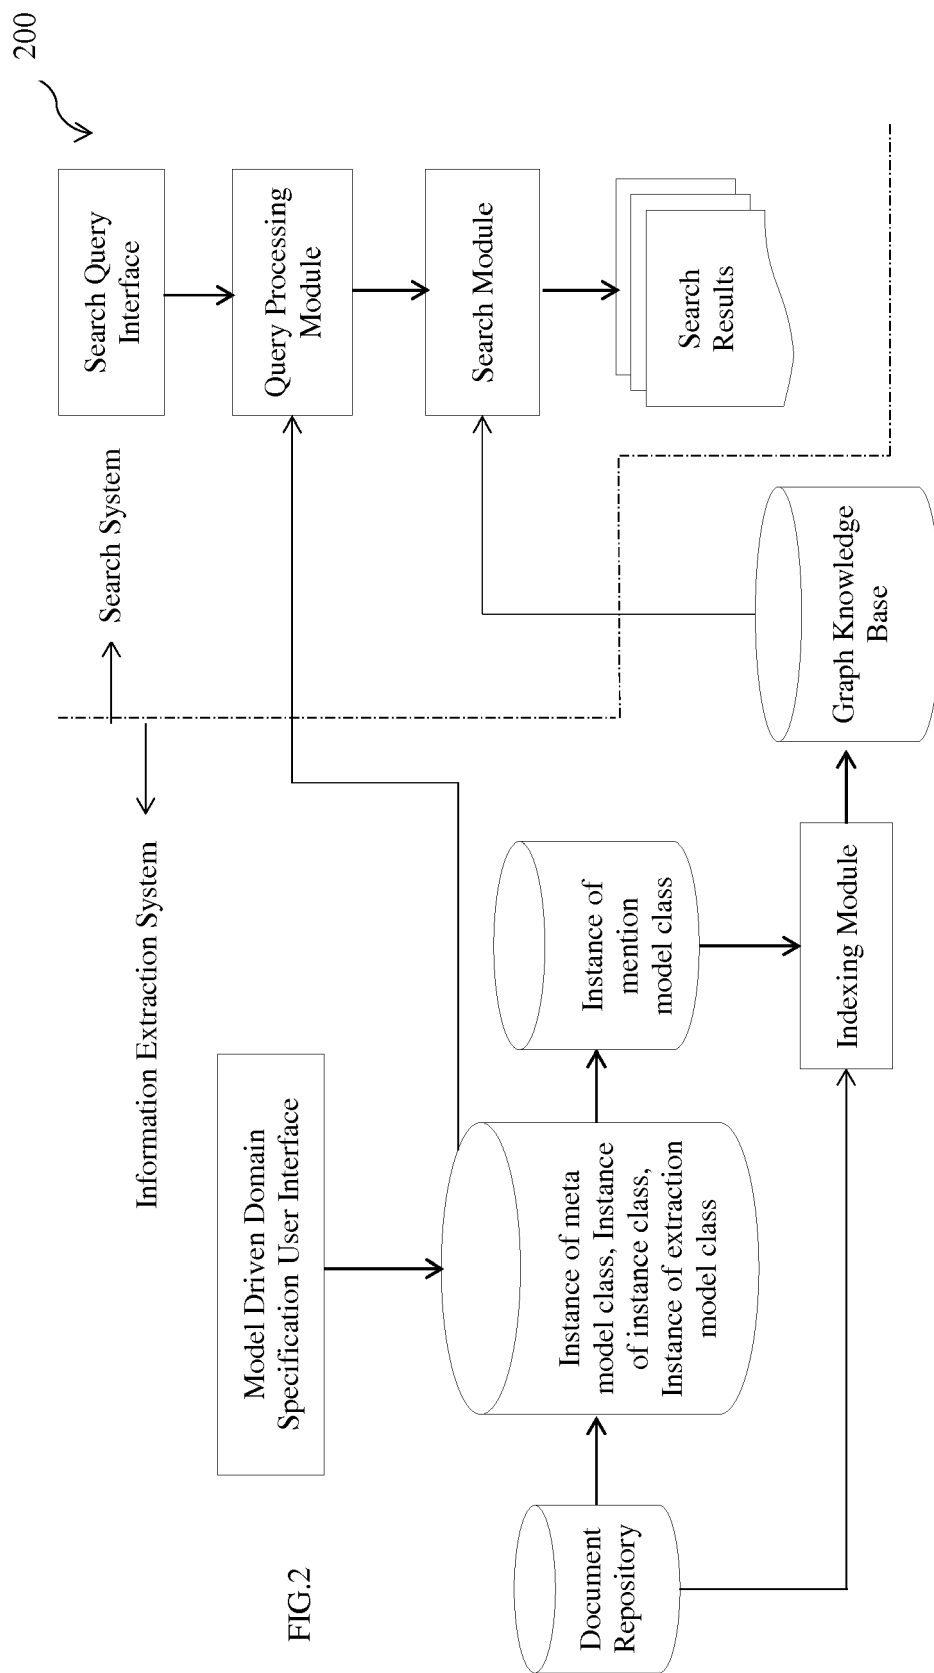 200
Information Extraction System
Search System
Search Query
Interface
Model Driven Domain
Specification User Interface
Query Processing
Module
Instance of meta
model class, Instance
of instance class,
Instance of extraction
model class
Instance of
mention
model class
Search Module
Document
Repository
Search
Results
Indexing Module
Graph Knowledge
Base
FIG.2